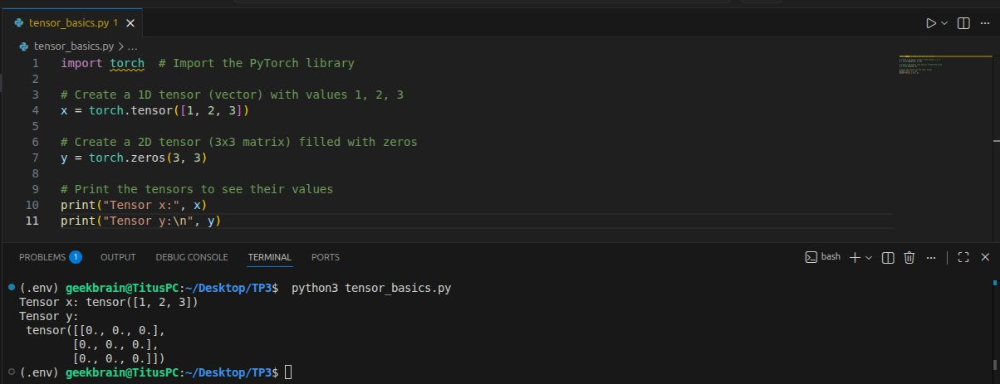 tensor_basics.py 1
tensor_basics.py > ...
1 import torch  # Import the PyTorch library
2
3 # Create a 1D tensor (vector) with values 1, 2, 3
4 x = torch.tensor([1, 2, 3])
5
6 # Create a 2D tensor (3x3 matrix) filled with zeros
7 y = torch.zeros(3, 3)
8
9 # Print the tensors to see their values
10 print("Tensor x:", x)
11 print("Tensor y:\n", y)
PROBLEMS 1 OUTPUT DEBUG CONSOLE TERMINAL PORTS bash
(.env) geekbrain@TitusPC:~/Desktop/TP3$  python3 tensor_basics.py
Tensor x: tensor([1, 2, 3])
Tensor y:
 tensor([[0., 0., 0.],
        [0., 0., 0.],
        [0., 0., 0.]])
(.env) geekbrain@TitusPC:~/Desktop/TP3$